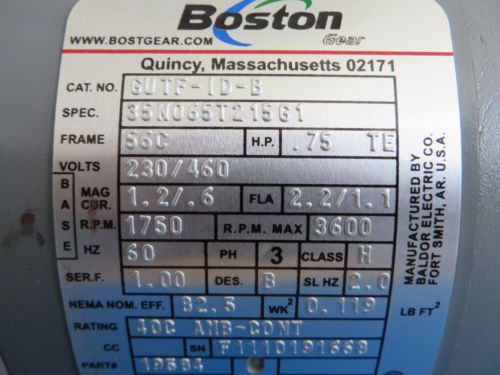 Boston
Gear
WWW.BOSTGEAR.COM
Quincy, Massachusetts 02171
CAT. NO. GUTF-ID-B
SPEC. 35N065T215G1
FRAME 56C H.P. .75 TE
VOLTS 230/460
BASE
MAG CUR. 1.2/.6 FLA 2.2/1.1
R.P.M. 1750 R.P.M. MAX 3600
HZ 60 PH 3 CLASS H
SER.F. 1.00 DES. B SL HZ 2.0
NEMA NOM. EFF. 82.5 WK² 0.119 LB FT²
RATING 40C AMB-CONT
CC SN F1110191668
PART# 19584
MANUFACTURED BY
BALDOR ELECTRIC CO.
FORT SMITH, AR. U.S.A.